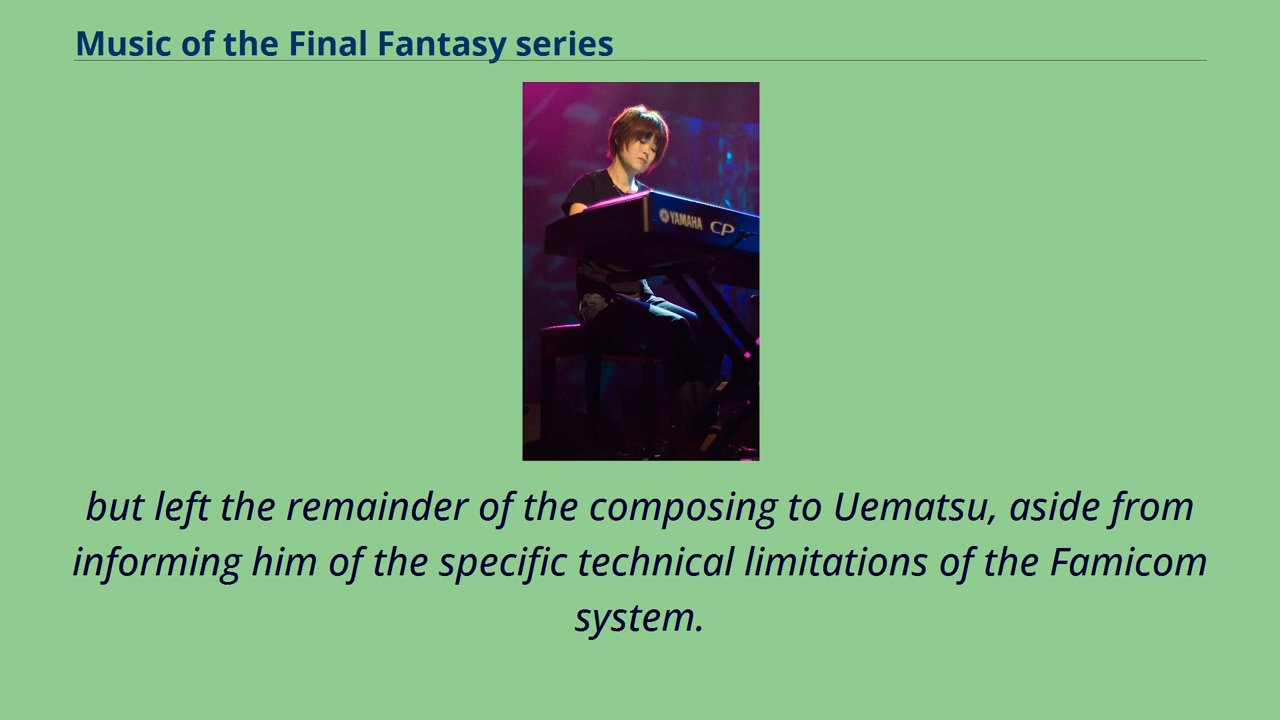 Music of the Final Fantasy series
YAMAHA CP
but left the remainder of the composing to Uematsu, aside from
informing him of the specific technical limitations of the Famicom
system.